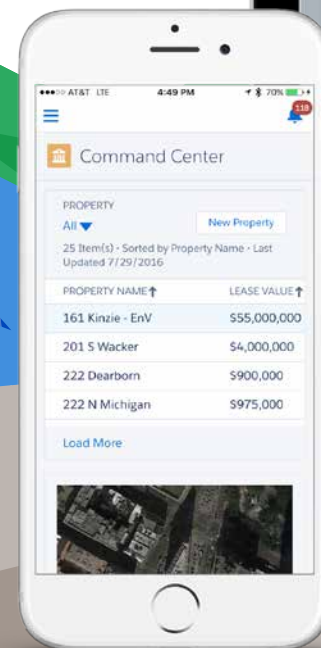 AT&T LTE 4:49 PM 70%
118
Command Center
PROPERTY
All
New Property
25 Item(s) · Sorted by Property Name · Last
Updated 7/29/2016
PROPERTY NAME LEASE VALUE
161 Kinzie - EnV $55,000,000
201 S Wacker $4,000,000
222 Dearborn $900,000
222 N Michigan $975,000
Load More